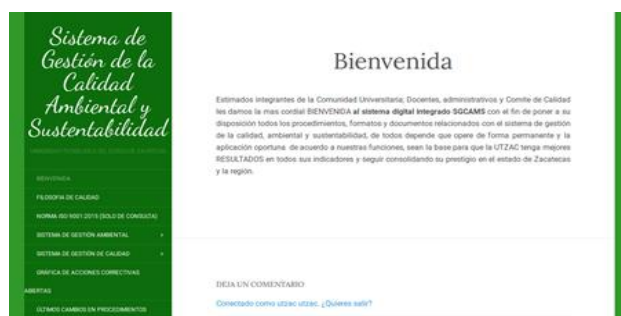 Sistema de
Gestión de la
Calidad
Ambiental y
Sustentabilidad
BIENVENIDA
FILOSOFIA DE CALIDAD
NORMA ISO 9001:2015 (SOLO DE CONSULTA)
SISTEMA DE GESTIÓN AMBIENTAL
SISTEMA DE GESTIÓN DE CALIDAD
GRÁFICA DE ACCIONES CORRECTIVAS
ABIERTAS
ÚLTIMOS CAMBIOS EN PROCEDIMIENTOS
Bienvenida
Estimados integrantes de la Comunidad Universitaria; Docentes, administrativos y Comite de Calidad
les damos la mas cordial BIENVENIDA al sistema digital integrado SGCAMS con el fin de poner a su
disposición todos los procedimientos, formatos y documentos relacionados con el sistema de gestión
de la calidad, ambiental y sustentabilidad, de todos depende que opere de forma permanente y la
aplicación oportuna de acuerdo a nuestras funciones, sean la base para que la UTZAC tenga mejores
RESULTADOS en todos sus indicadores y seguir consolidando su prestigio en el estado de Zacatecas
y la región.
DEJA UN COMENTARIO
Conectado como utzac utzac. ¿Quieres salir?